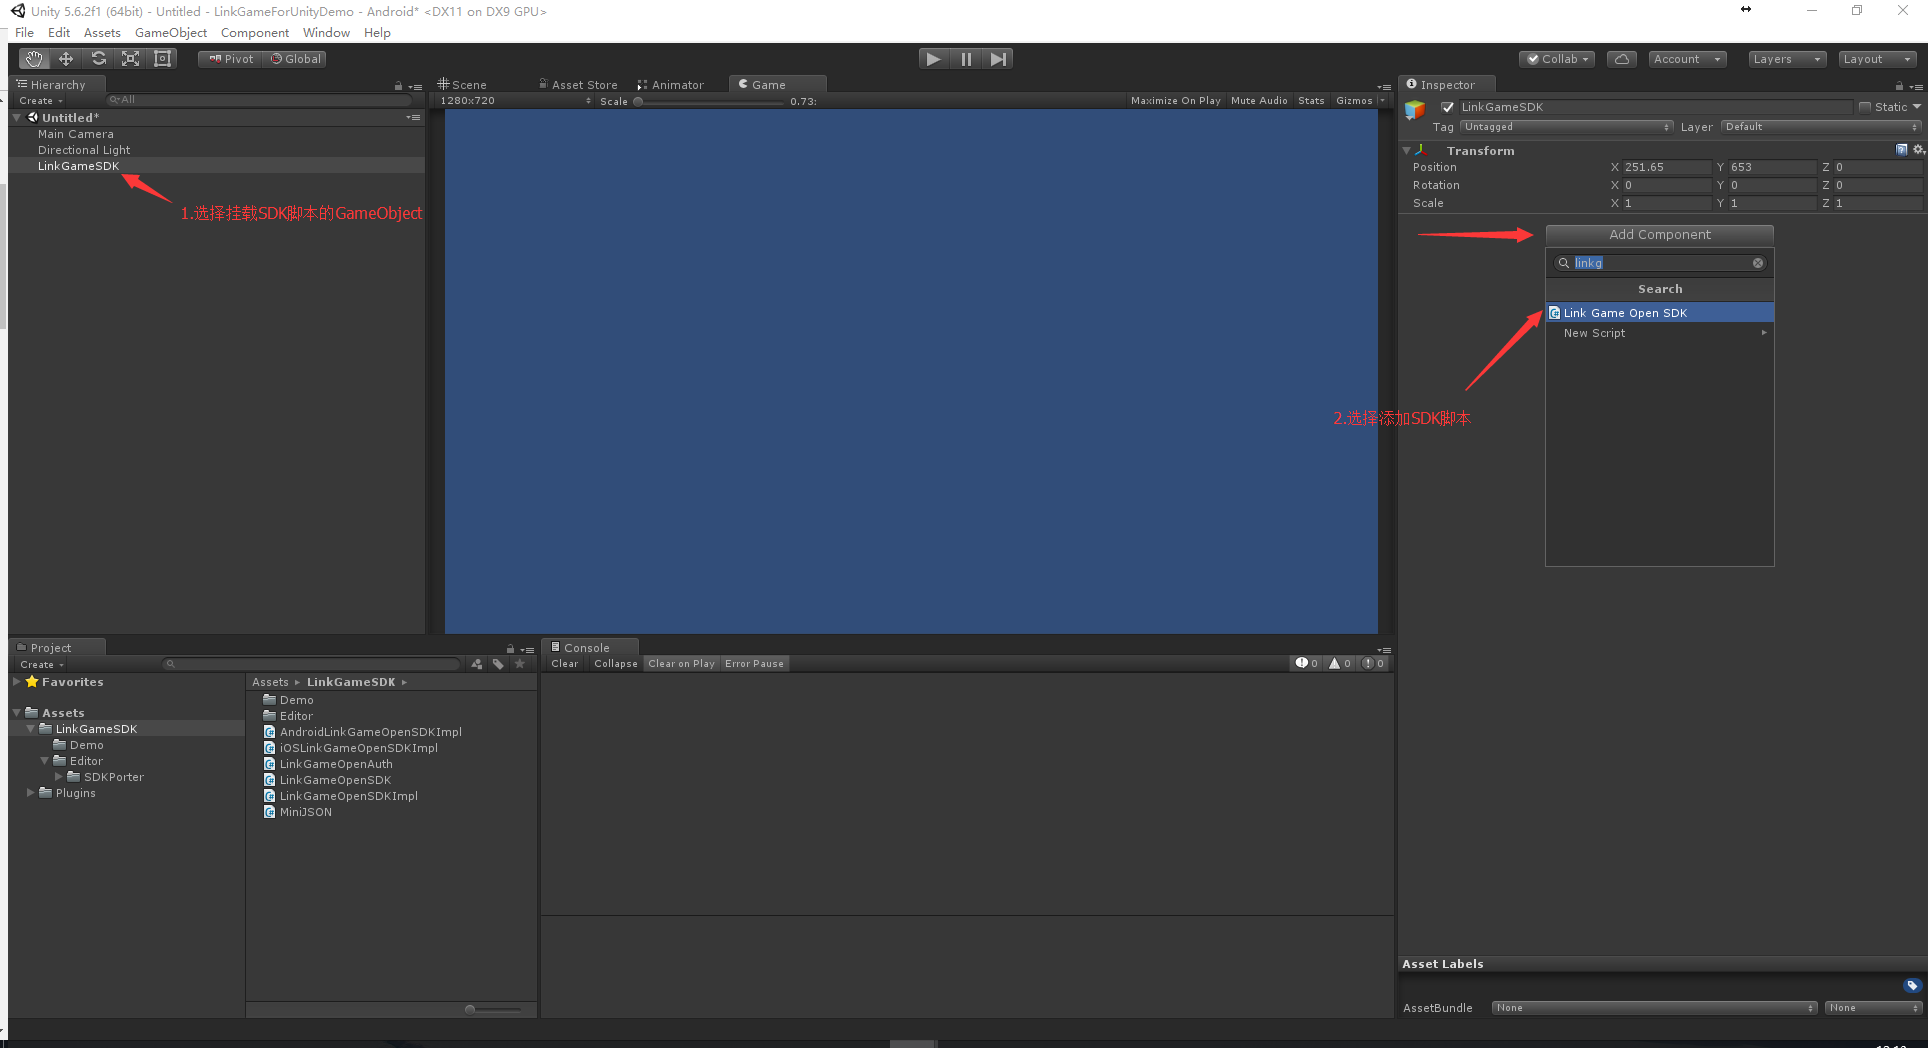 Unity 5.6.2f1 (64bit) - Untitled - LinkGameForUnityDemo - Android* <DX11 on DX9 GPU>
File Edit Assets GameObject Component Window Help
Pivot Global Collab Account Layers Layout
Hierarchy
Create All
Untitled*
Main Camera
Directional Light
LinkGameSDK
1.选择挂载SDK脚本的GameObject
Scene Asset Store Animator Game
1280x720 Scale 0.73: Maximize On Play Mute Audio Stats Gizmos
Inspector
LinkGameSDK Static
Tag Untagged Layer Default
Transform
Position X 251.65 Y 653 Z 0
Rotation X 0 Y 0 Z 0
Scale X 1 Y 1 Z 1
Add Component
linkg
Search
Link Game Open SDK
New Script
2.选择添加SDK脚本
Project
Create
Favorites
Assets
LinkGameSDK
Demo
Editor
SDKPorter
Plugins
Assets LinkGameSDK
Demo
Editor
AndroidLinkGameOpenSDKImpl
iOSLinkGameOpenSDKImpl
LinkGameOpenAuth
LinkGameOpenSDK
LinkGameOpenSDKImpl
MiniJSON
Console
Clear Collapse Clear on Play Error Pause 0 0 0
Asset Labels
AssetBundle None None